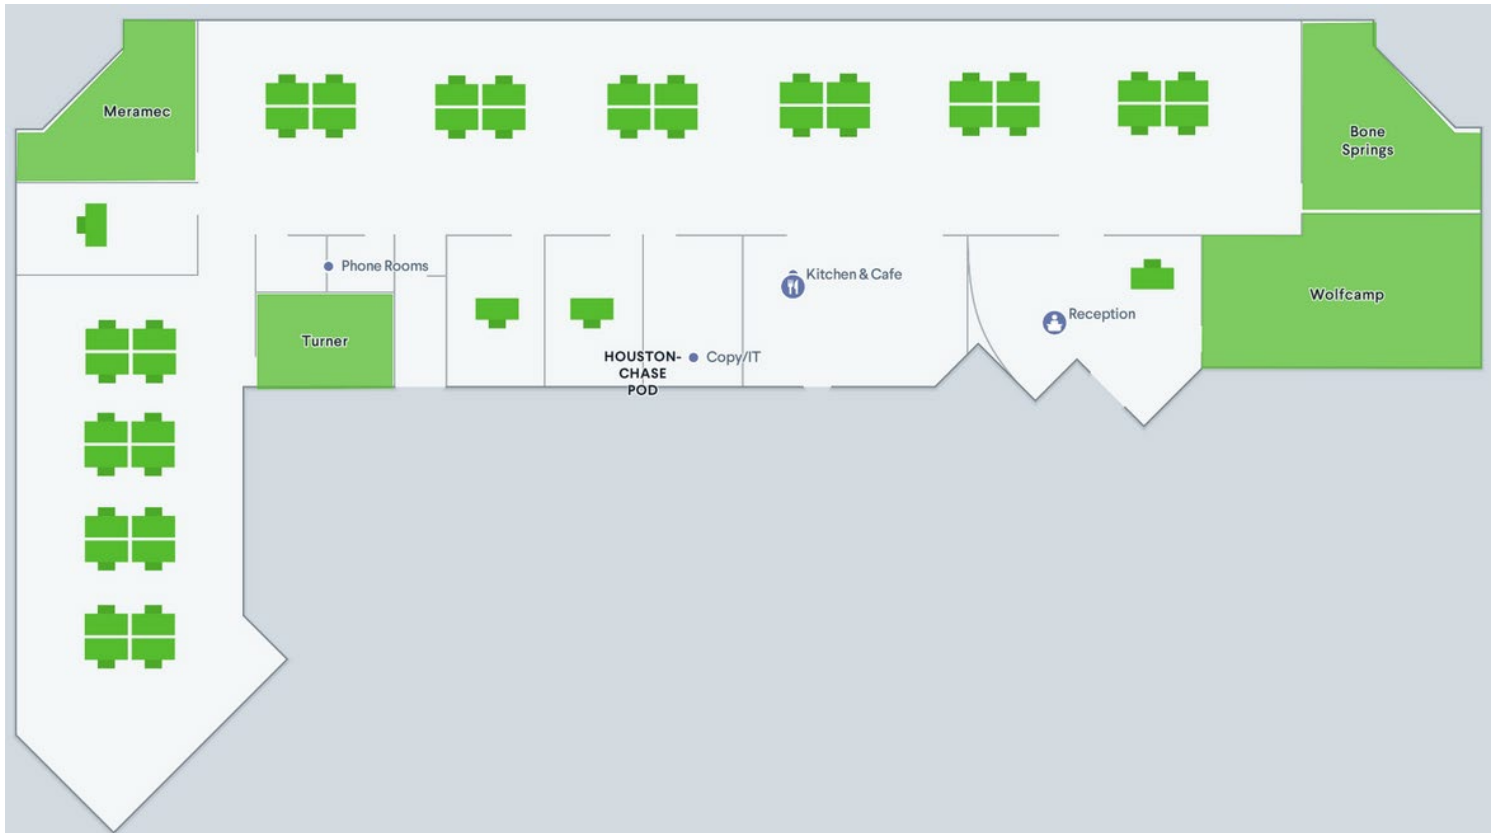 Meramec
Bone
Springs
Phone Rooms
Kitchen & Cafe
Wolfcamp
Reception
Turner
HOUSTON-
CHASE
POD
Copy/IT